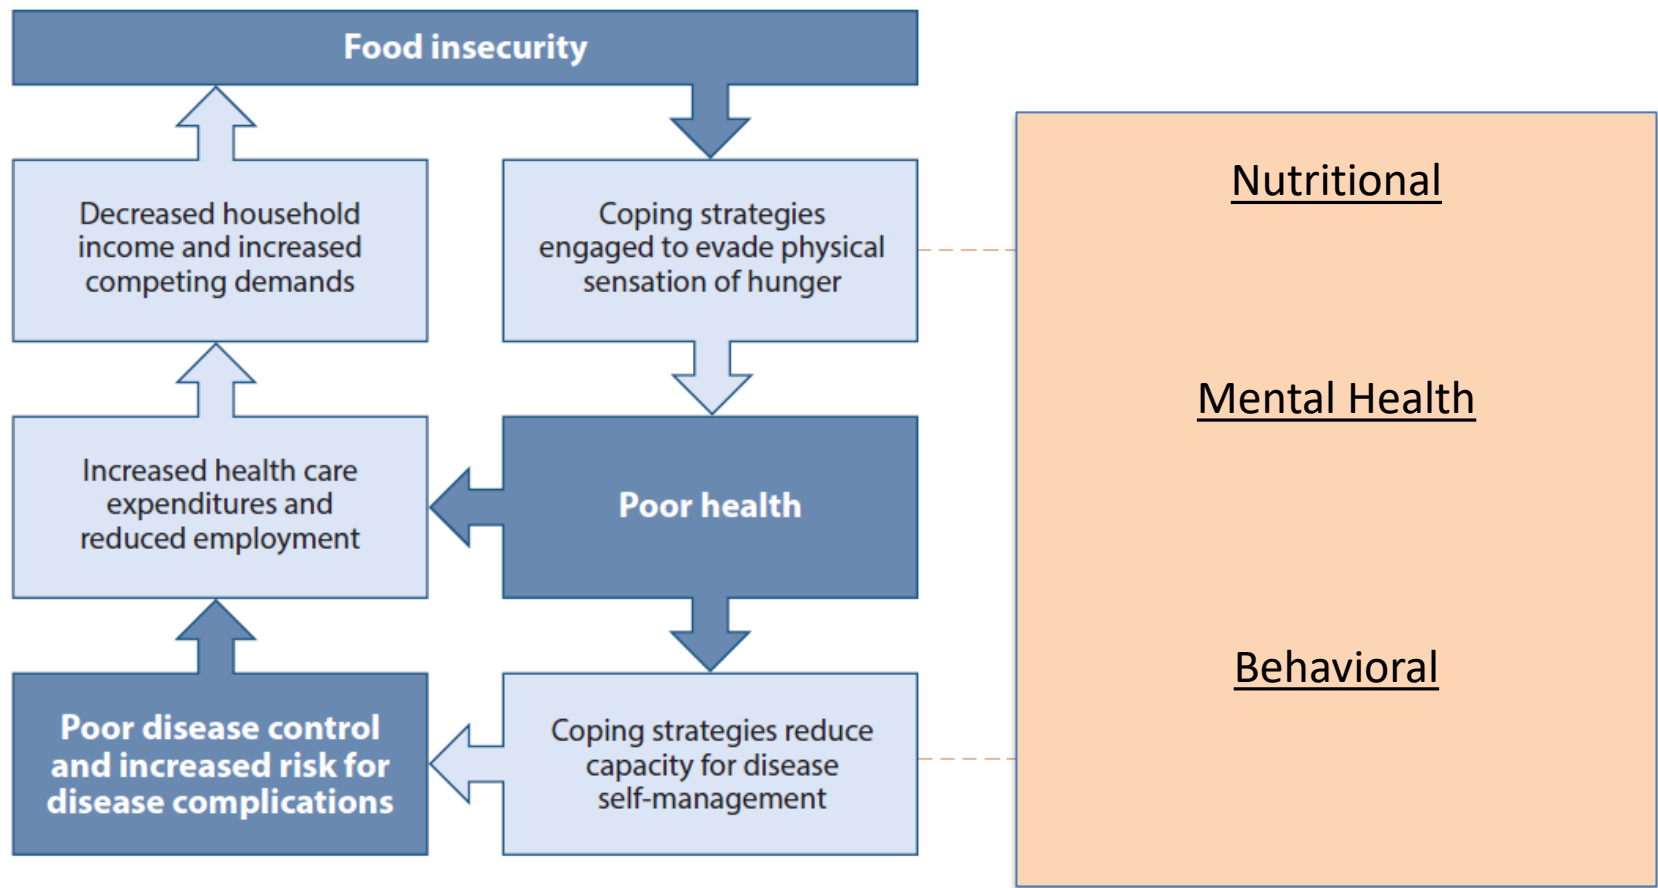 Food insecurity
Decreased household
income and increased
competing demands
Coping strategies
engaged to evade physical
sensation of hunger
Increased health care
expenditures and
reduced employment
Poor health
Poor disease control
and increased risk for
disease complications
Coping strategies reduce
capacity for disease
self-management
Nutritional
Mental Health
Behavioral